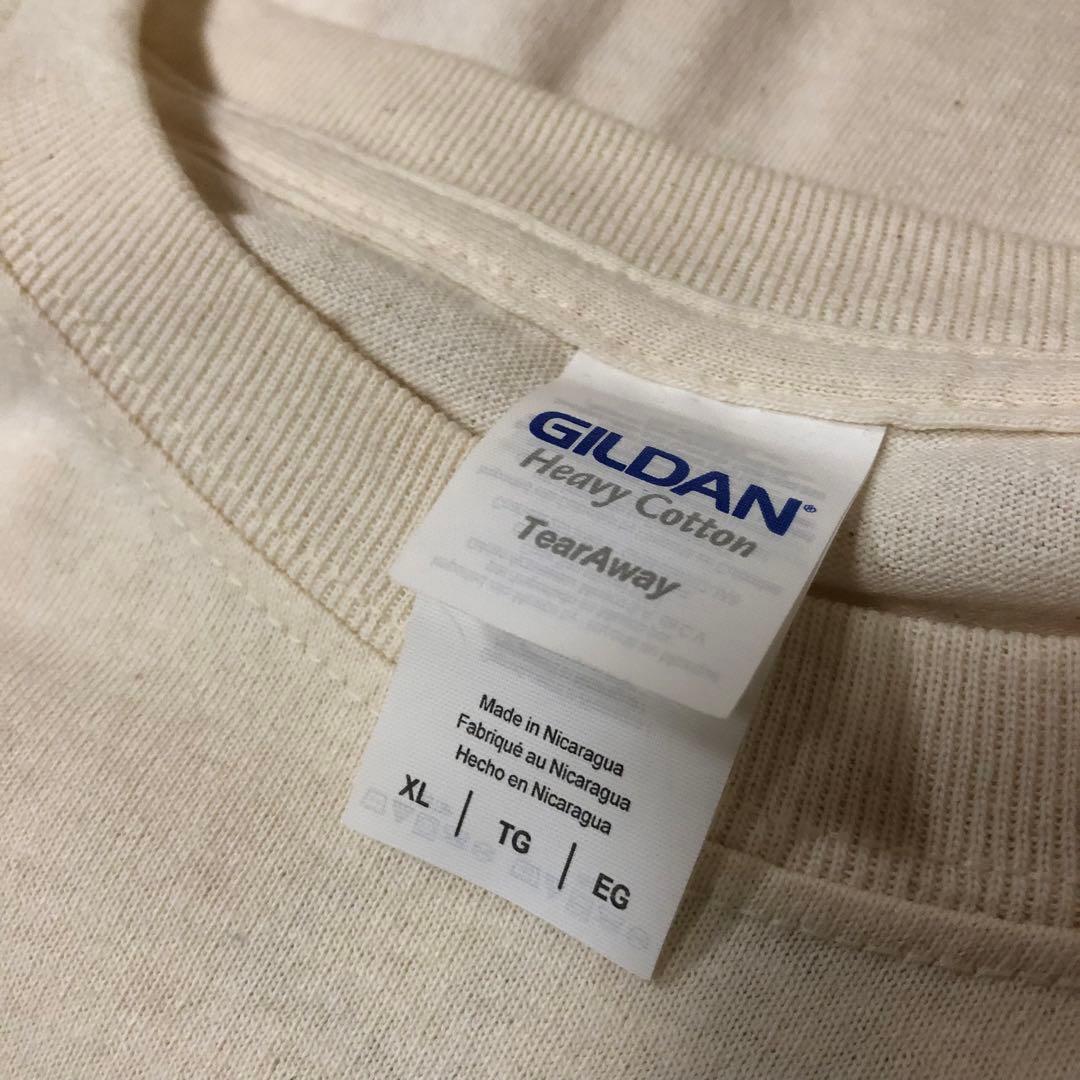 GILDAN®
Heavy Cotton
TearAway
Made in Nicaragua
Fabriqué au Nicaragua
Hecho en Nicaragua
XL | TG | EG